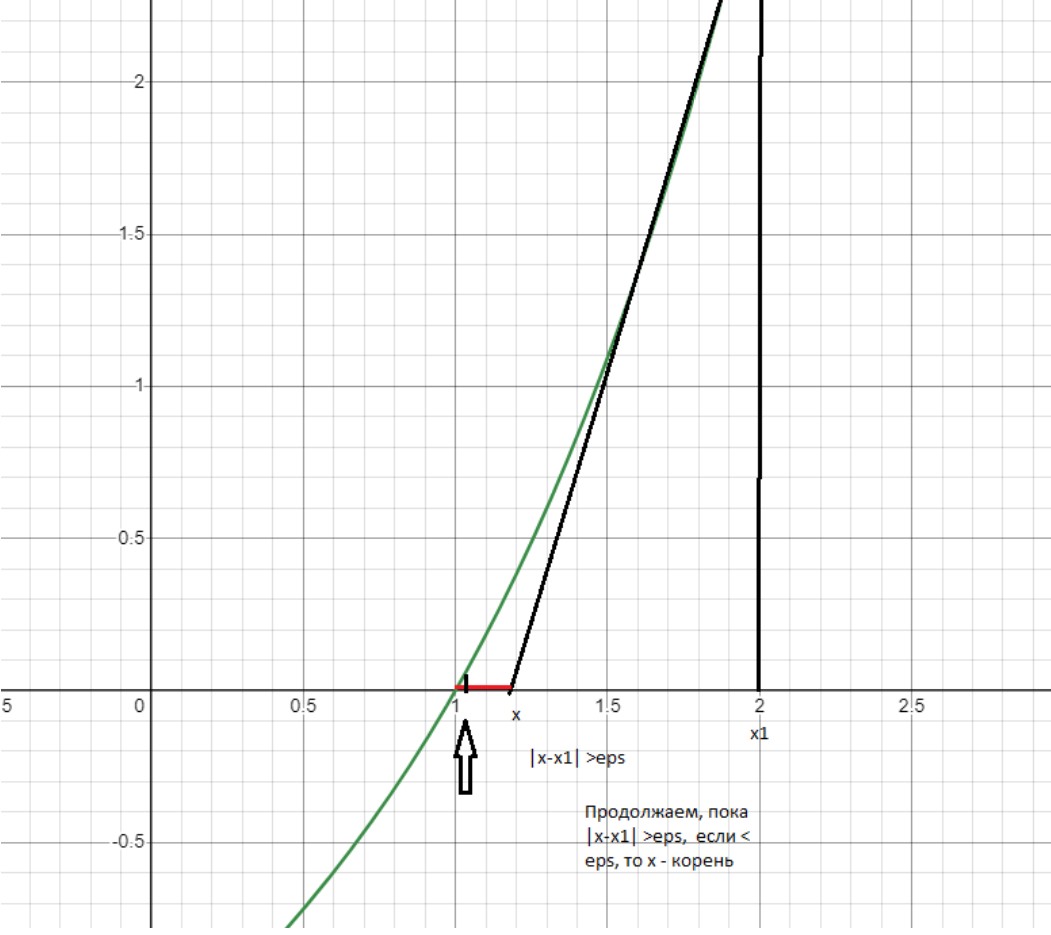 2
1.5
1
0.5
5
0
0.5
1
1.5
2
2.5
x
x1
|x-x1| >eps
Продолжаем, пока
|x-x1| >eps, если <
eps, то x - корень
-0.5